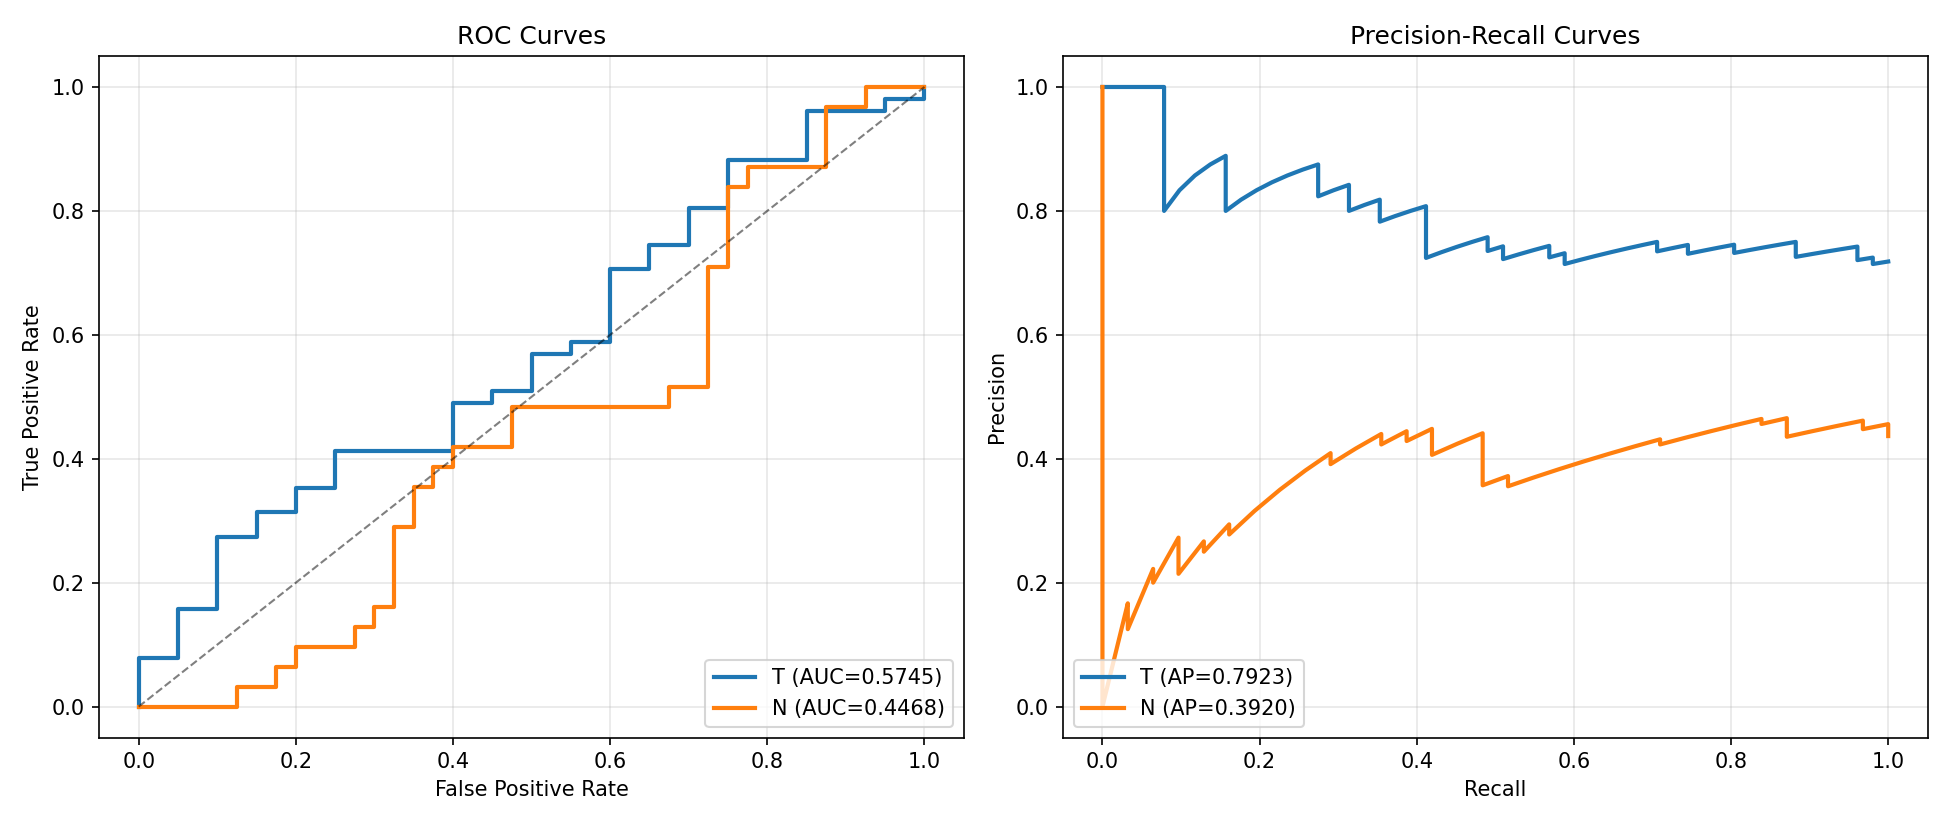 ROC Curves
1.0
0.8
0.6
0.4
0.2
0.0
True Positive Rate
0.0 0.2 0.4 0.6 0.8 1.0
False Positive Rate
T (AUC=0.5745)
N (AUC=0.4468)
Precision-Recall Curves
1.0
0.8
0.6
0.4
0.2
0.0
Precision
0.0 0.2 0.4 0.6 0.8 1.0
Recall
T (AP=0.7923)
N (AP=0.3920)